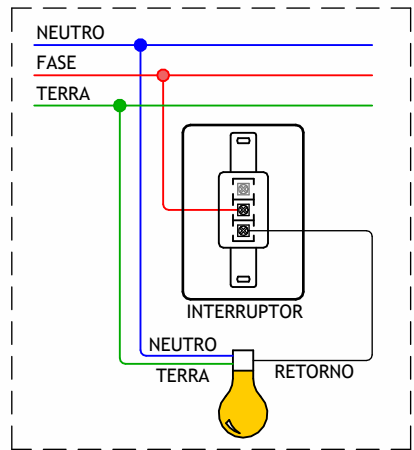 NEUTRO
FASE
TERRA
INTERRUPTOR
NEUTRO
TERRA
RETORNO